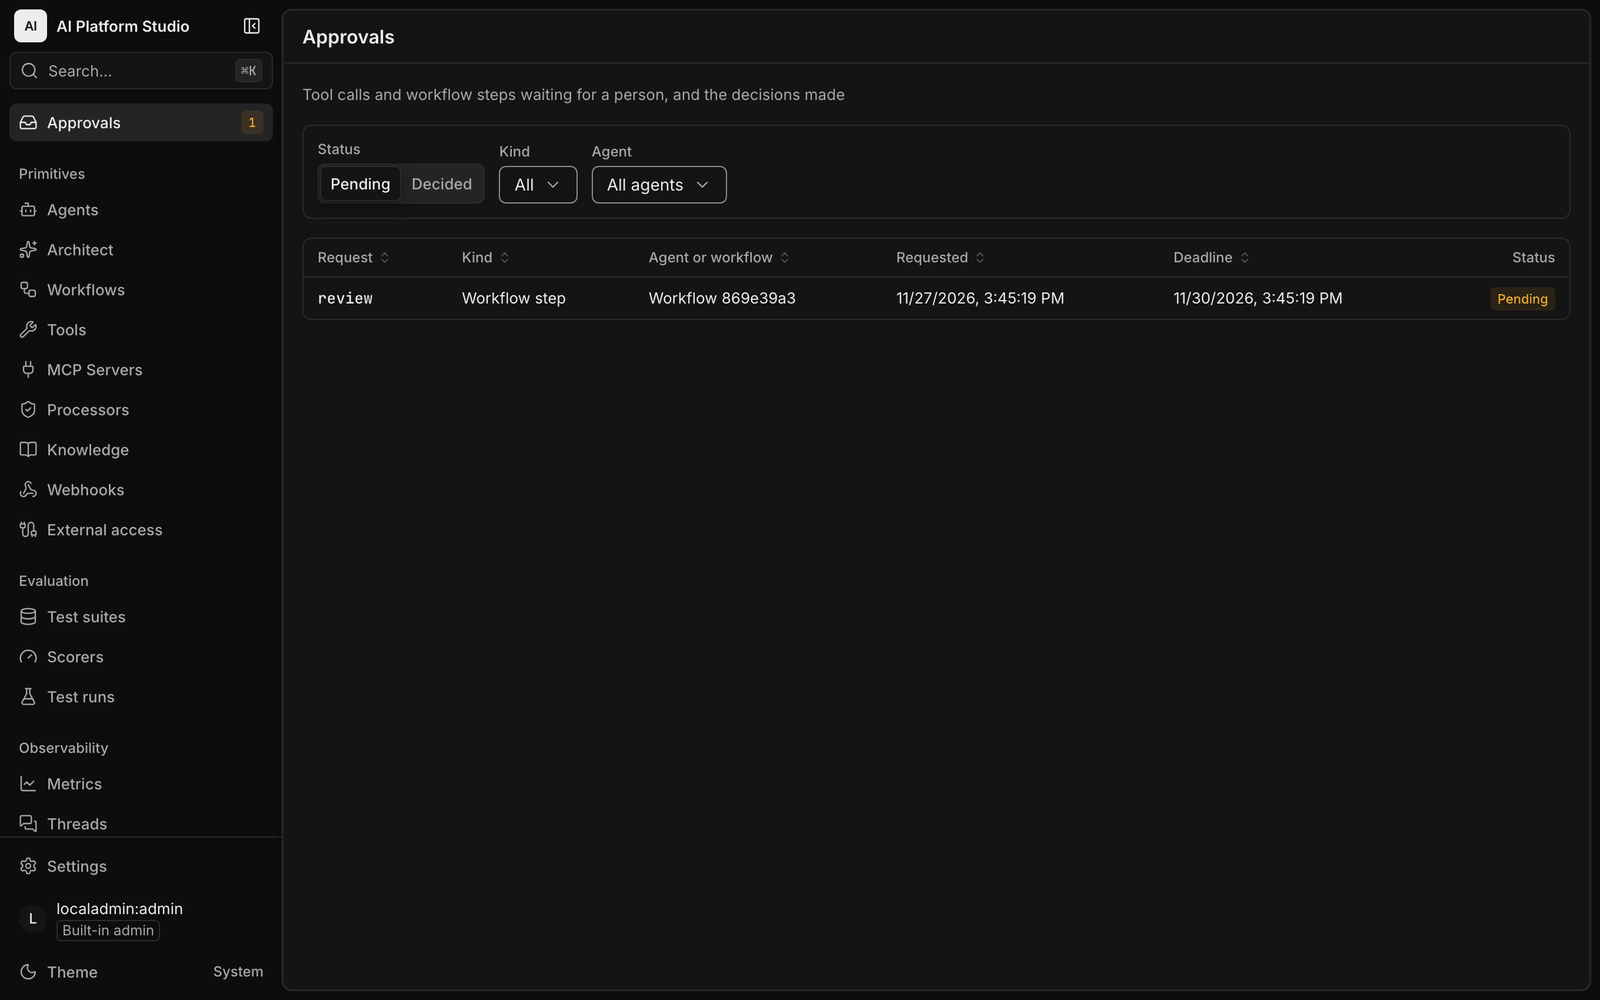 AI
AI Platform Studio
Search...
⌘K
Approvals
1
Primitives
Agents
Architect
Workflows
Tools
MCP Servers
Processors
Knowledge
Webhooks
External access
Evaluation
Test suites
Scorers
Test runs
Observability
Metrics
Threads
Settings
L
localadmin:admin
Built-in admin
Theme
System
Approvals
Tool calls and workflow steps waiting for a person, and the decisions made
Status
Kind
Agent
Pending
Decided
All
All agents
Request
Kind
Agent or workflow
Requested
Deadline
Status
review
Workflow step
Workflow 869e39a3
11/27/2026, 3:45:19 PM
11/30/2026, 3:45:19 PM
Pending